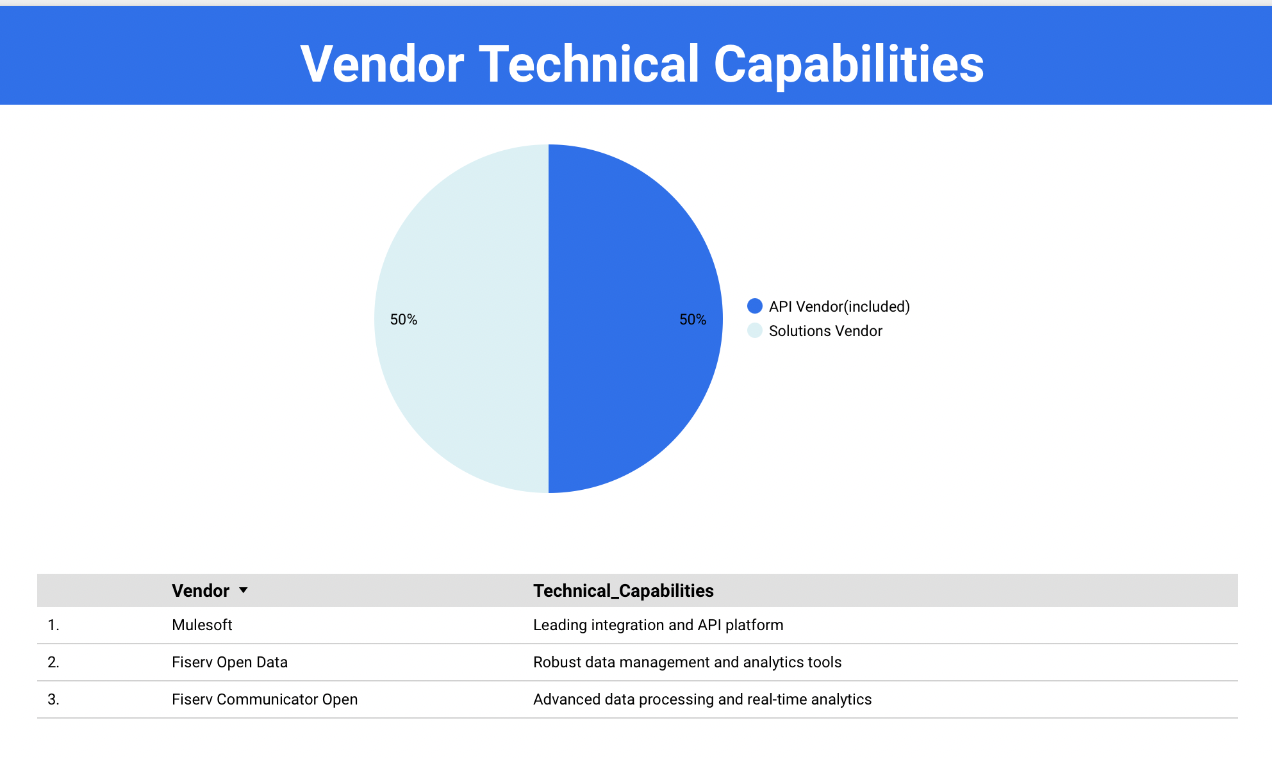 Vendor Technical Capabilities
50%
50%
API Vendor(included)
Solutions Vendor
Vendor Technical_Capabilities
1. Mulesoft Leading integration and API platform
2. Fiserv Open Data Robust data management and analytics tools
3. Fiserv Communicator Open Advanced data processing and real-time analytics